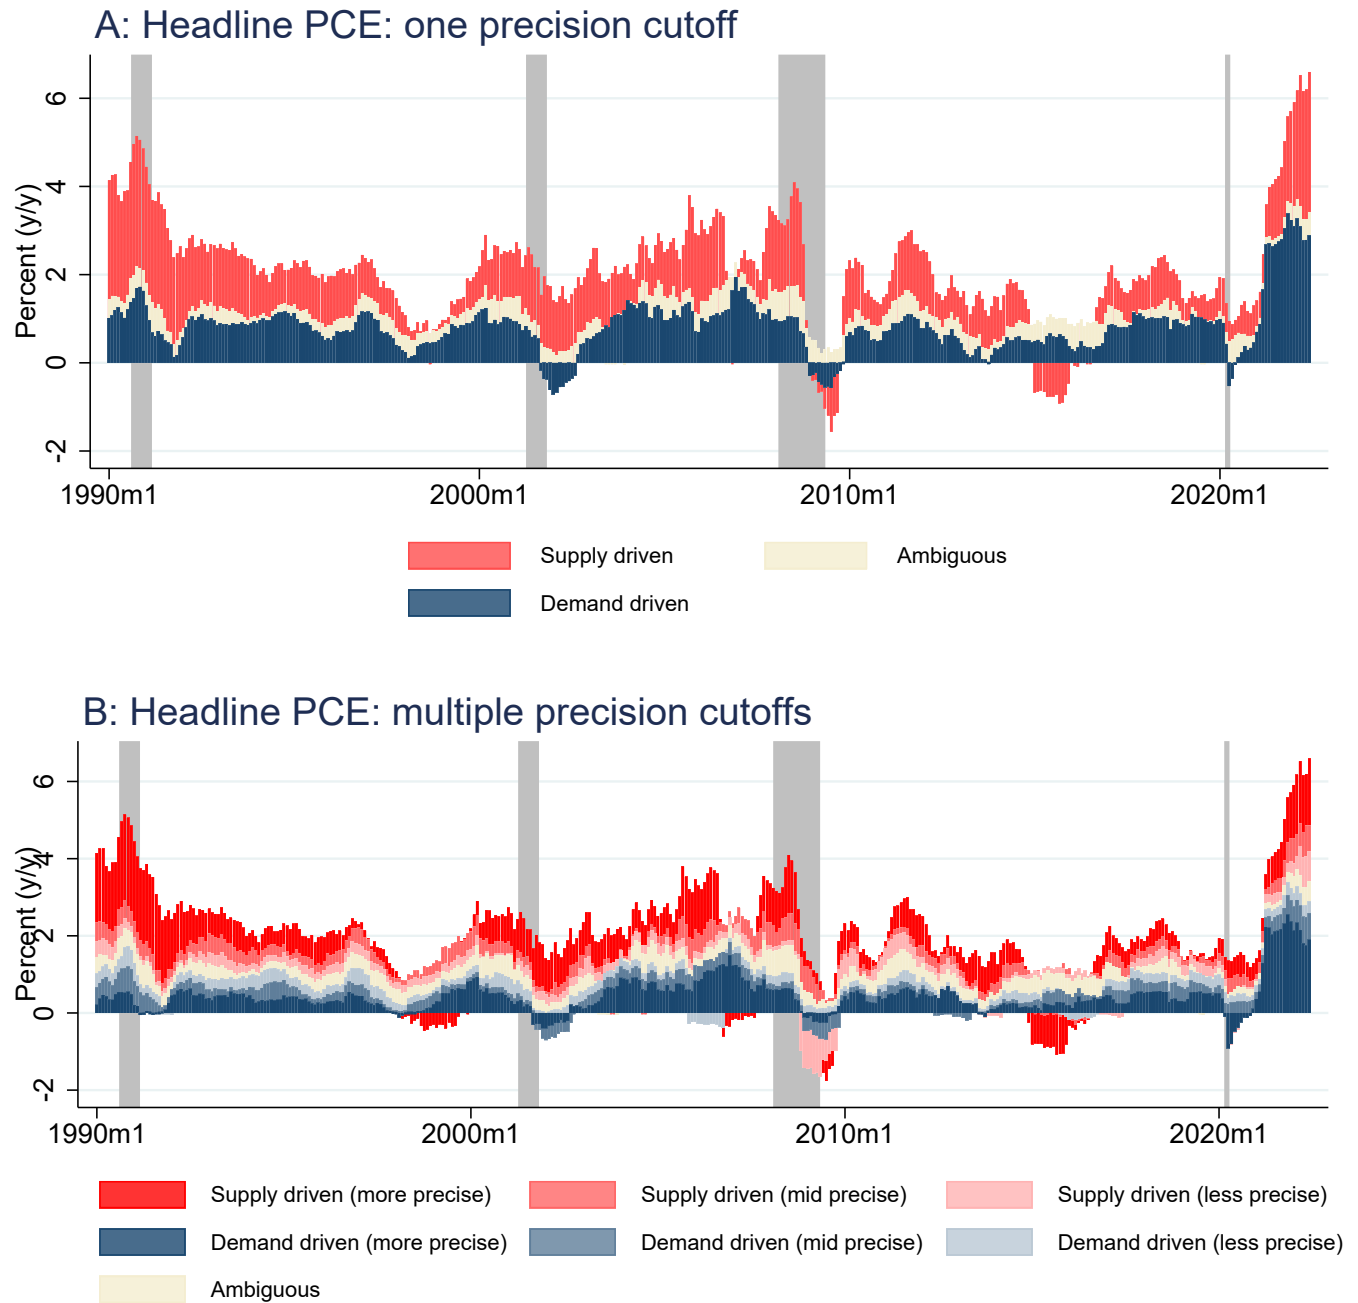 A: Headline PCE: one precision cutoff
Percent (y/y)
6
4
2
0
-2
1990m1 2000m1 2010m1 2020m1
Supply driven Ambiguous
Demand driven
B: Headline PCE: multiple precision cutoffs
Percent (y/y)
6
4
2
0
-2
1990m1 2000m1 2010m1 2020m1
Supply driven (more precise) Supply driven (mid precise) Supply driven (less precise)
Demand driven (more precise) Demand driven (mid precise) Demand driven (less precise)
Ambiguous